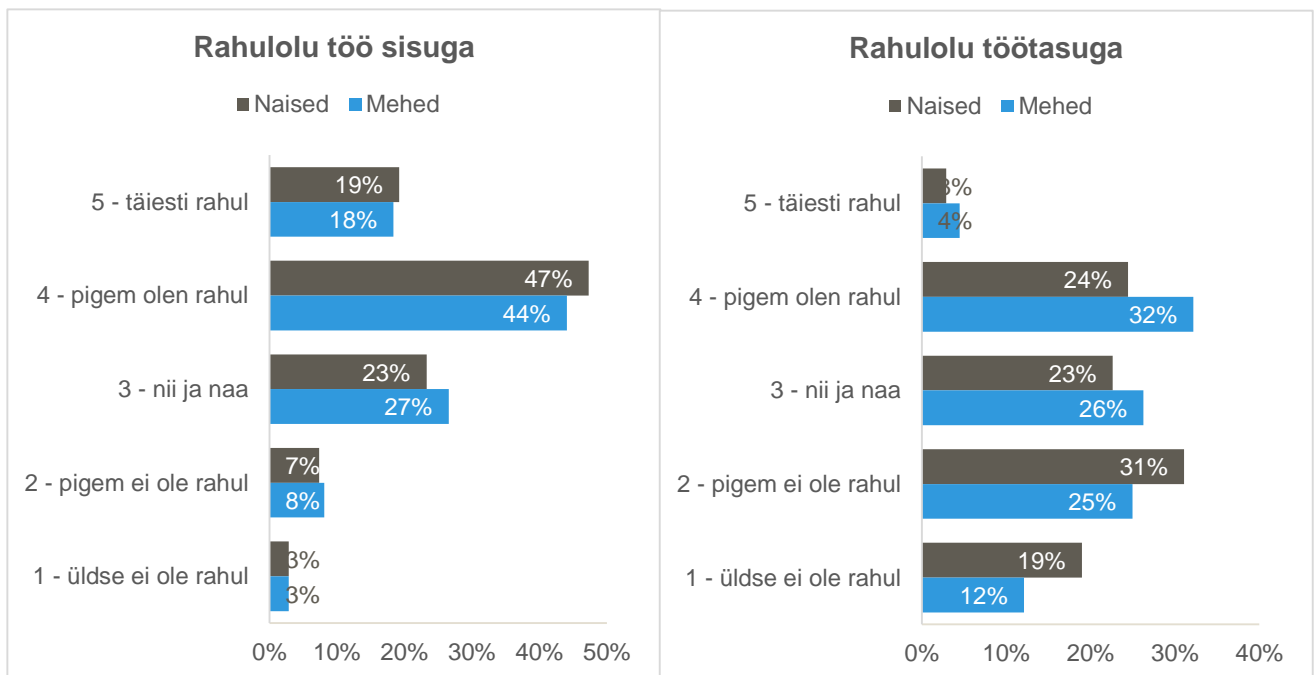 Rahulolu töö sisuga
Naised Mehed
5 - täiesti rahul
19%
18%
4 - pigem olen rahul
47%
44%
3 - nii ja naa
23%
27%
2 - pigem ei ole rahul
7%
8%
1 - üldse ei ole rahul
3%
3%
0% 10% 20% 30% 40% 50%
Rahulolu töötasuga
Naised Mehed
5 - täiesti rahul
3%
4%
4 - pigem olen rahul
24%
32%
3 - nii ja naa
23%
26%
2 - pigem ei ole rahul
31%
25%
1 - üldse ei ole rahul
19%
12%
0% 10% 20% 30% 40%